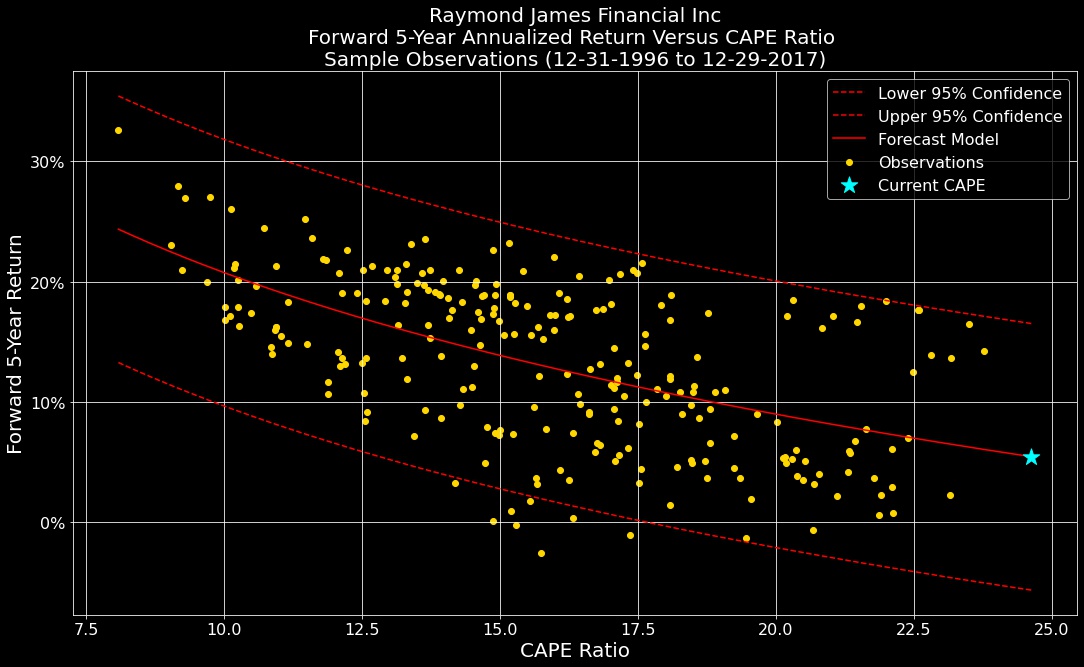 Raymond James Financial Inc
Forward 5-Year Annualized Return Versus CAPE Ratio
Sample Observations (12-31-1996 to 12-29-2017)
Lower 95% Confidence
Upper 95% Confidence
Forecast Model
Observations
Current CAPE
Forward 5-Year Return
30%
20%
10%
0%
7.5 10.0 12.5 15.0 17.5 20.0 22.5 25.0
CAPE Ratio